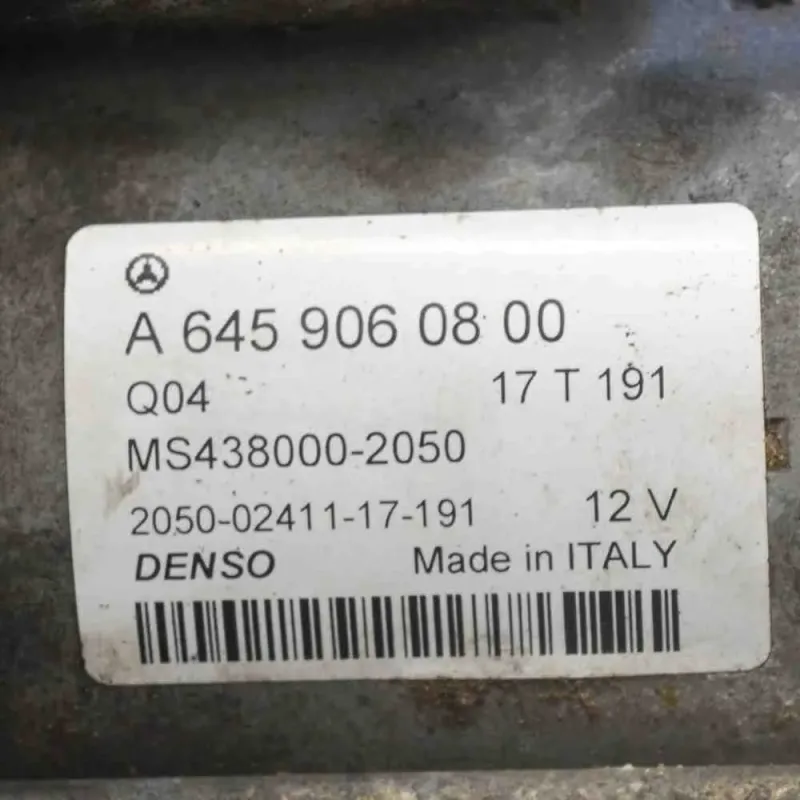 A 645 906 08 00
Q04 17 T 191
MS438000-2050
2050-02411-17-191 12 V
DENSO Made in ITALY